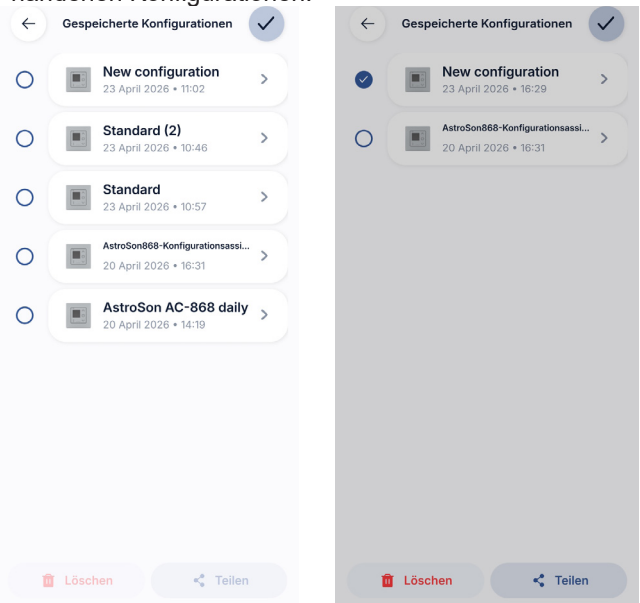 Gespeicherte Konfigurationen
New configuration
23 April 2026 • 11:02
Standard (2)
23 April 2026 • 10:46
Standard
23 April 2026 • 10:57
AstroSon868-Konfigurationsassi...
20 April 2026 • 16:31
AstroSon AC-868 daily
20 April 2026 • 14:19
Löschen
Teilen
Gespeicherte Konfigurationen
New configuration
23 April 2026 • 16:29
AstroSon868-Konfigurationsassi...
20 April 2026 • 16:31
Löschen
Teilen